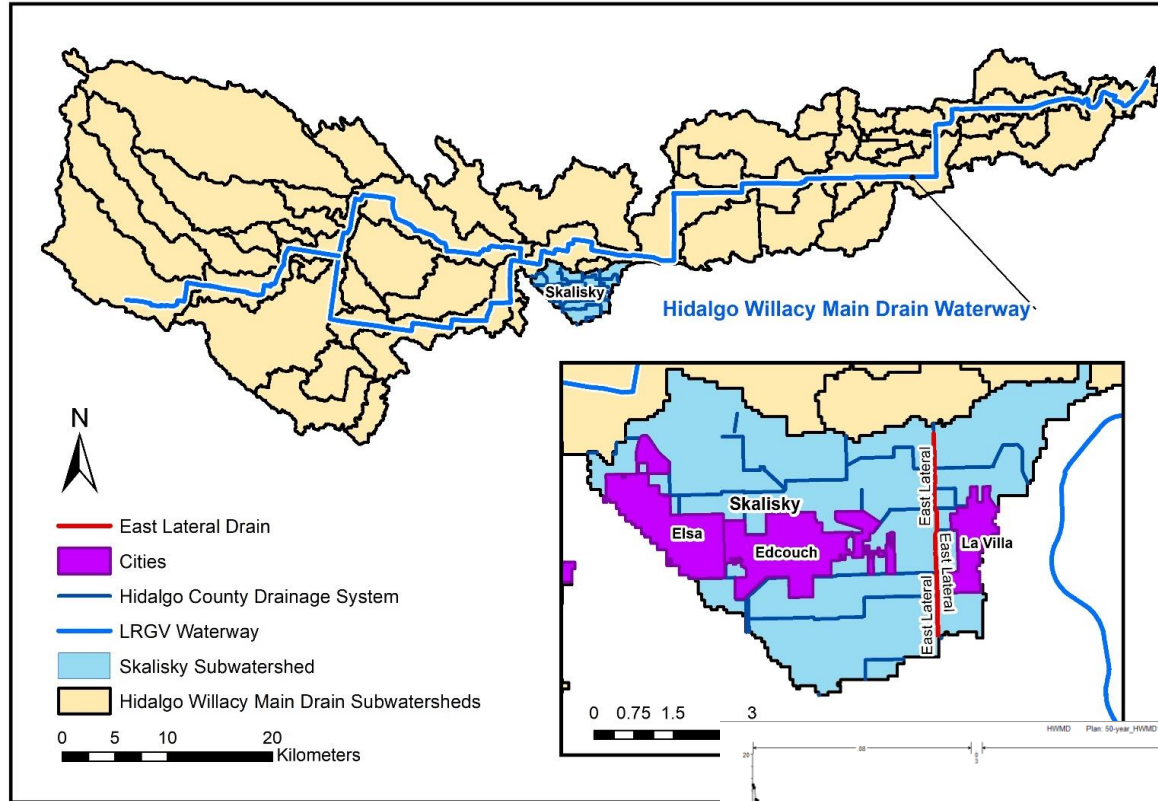 Skalisky
Hidalgo Willacy Main Drain Waterway
N
East Lateral Drain
Cities
Hidalgo County Drainage System
LRGV Waterway
Skalisky Subwatershed
Hidalgo Willacy Main Drain Subwatersheds
0 5 10 20
Kilometers
East Lateral
Skalisky
Elsa
Edcouch
La Villa
East Lateral
East Lateral
0 0.75 1.5 3
HWMD Plan: 50-year_HWMD
20
.08